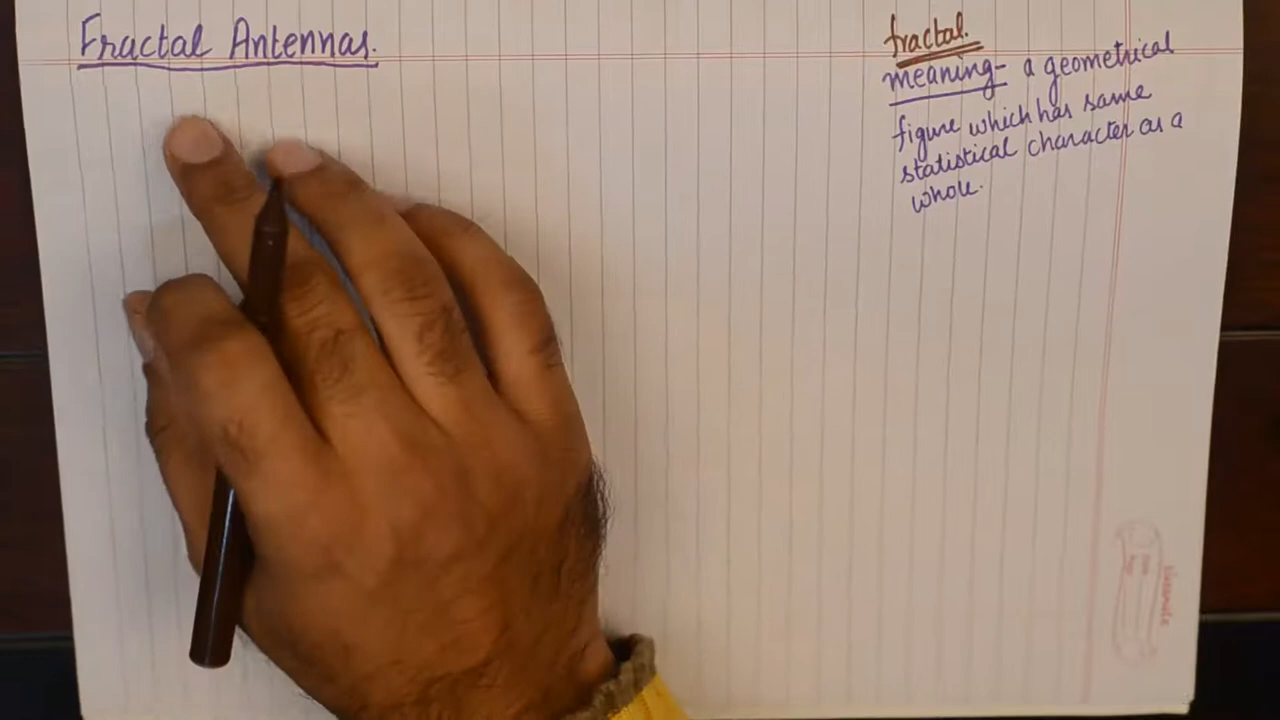 Fractal Antennas.
fractal.
meaning- a geometrical
figure which has same
statistical character as a
whole.